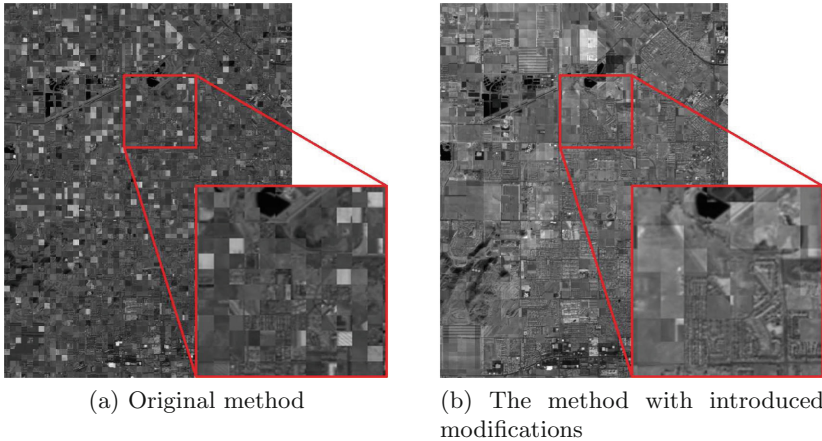 (a) Original method
(b) The method with introduced
modifications